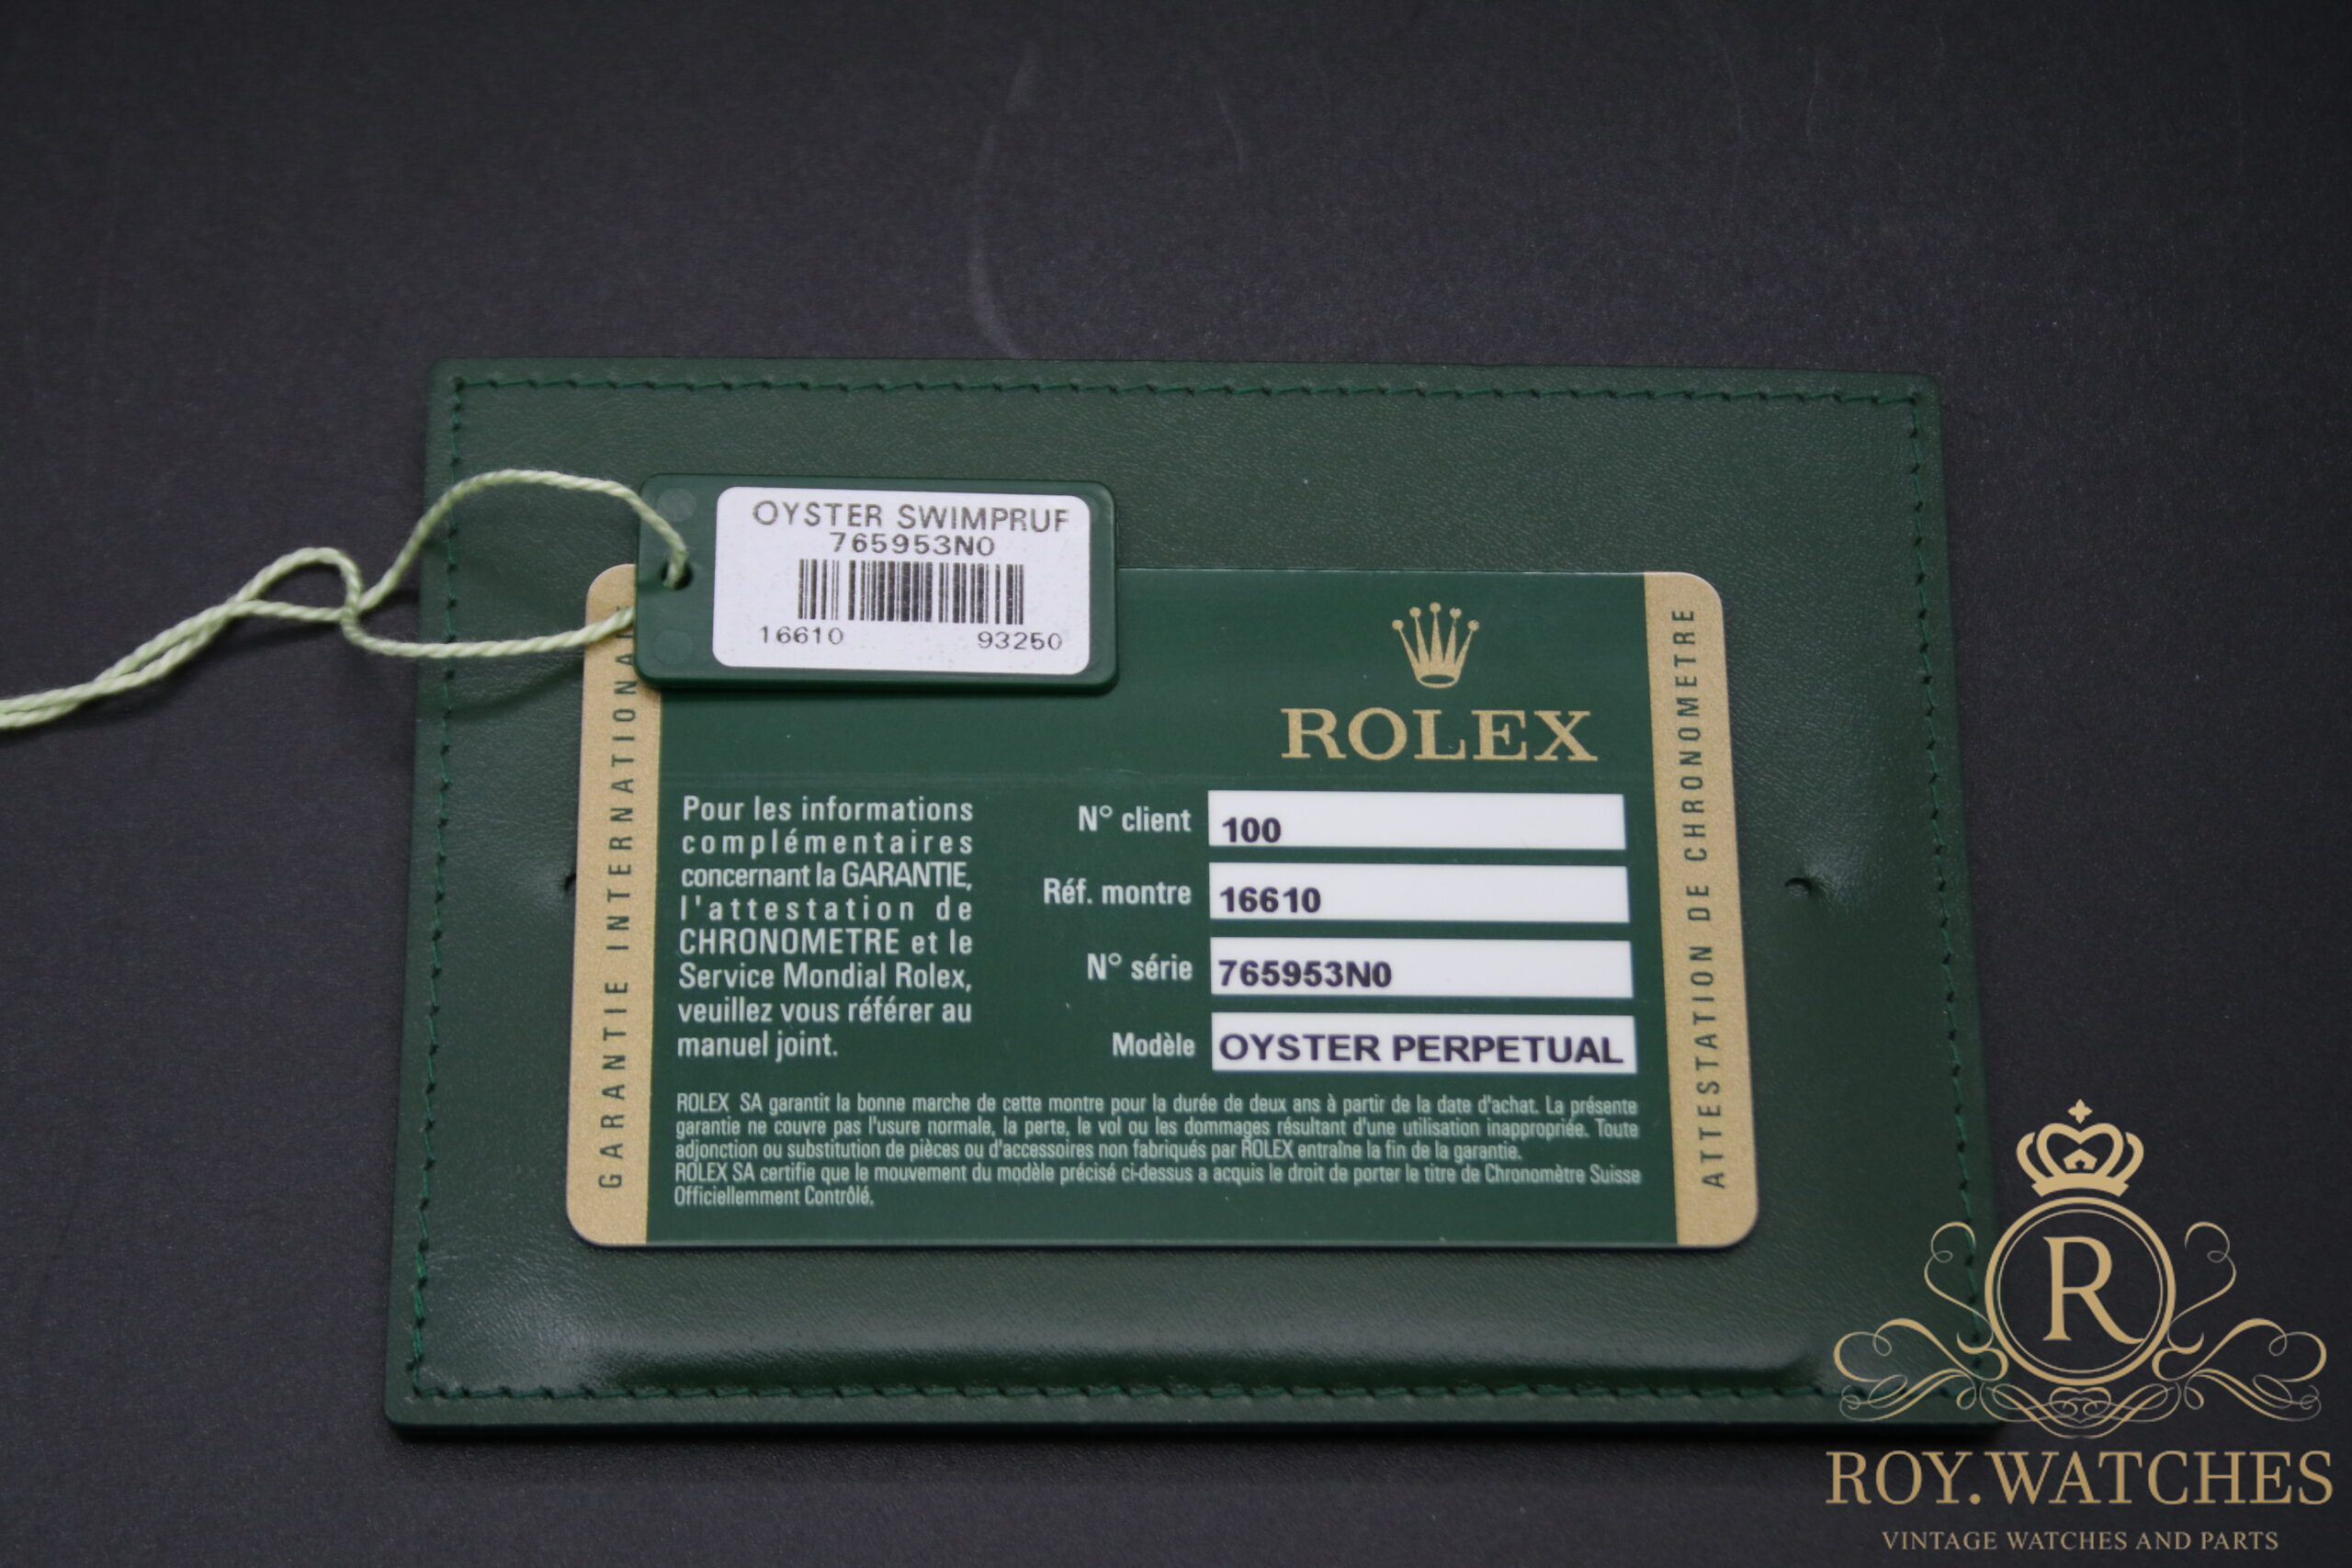 OYSTER SWIMPRUF
765953N0
16610 93250
GARANTIE INTERNATIONAL
ROLEX
ATTESTATION DE CHRONOMETRE
Pour les informations
complémentaires
concernant la GARANTIE,
l'attestation de
CHRONOMETRE et le
Service Mondial Rolex,
veuillez vous référer au
manuel joint.
N° client 100
Réf. montre 16610
N° série 765953N0
Modèle OYSTER PERPETUAL
ROLEX SA garantit la bonne marche de cette montre pour la durée de deux ans à partir de la date d'achat. La présente
garantie ne couvre pas l'usure normale, la perte, le vol ou les dommages résultant d'une utilisation inappropriée. Toute
adjonction ou substitution de pièces ou d'accessoires non fabriqués par ROLEX entraîne la fin de la garantie.
ROLEX SA certifie que le mouvement du modèle précisé ci-dessus a acquis le droit de porter le titre de Chronomètre Suisse
Officiellemment Contrôlé.
R
ROY.WATCHES
VINTAGE WATCHES AND PARTS